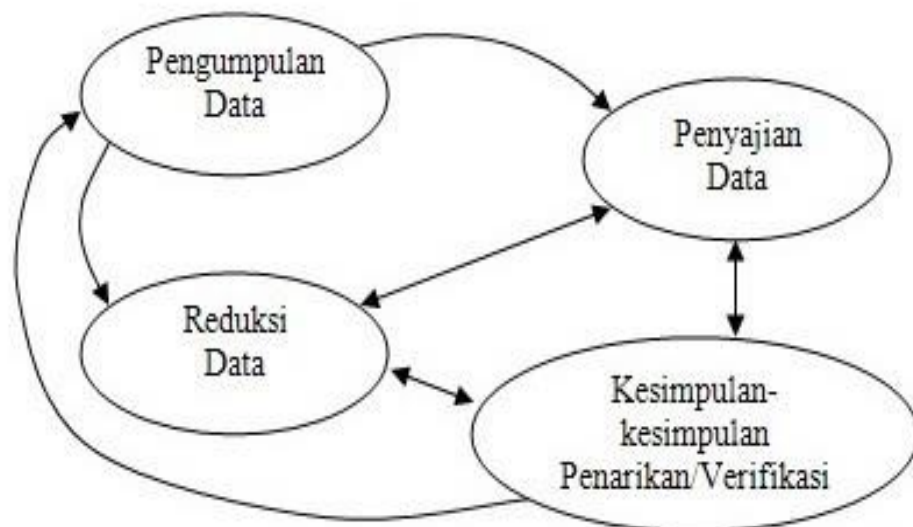 Pengumpulan
Data
Penyajian
Data
Reduksi
Data
Kesimpulan-
kesimpulan
Penarikan/Verifikasi